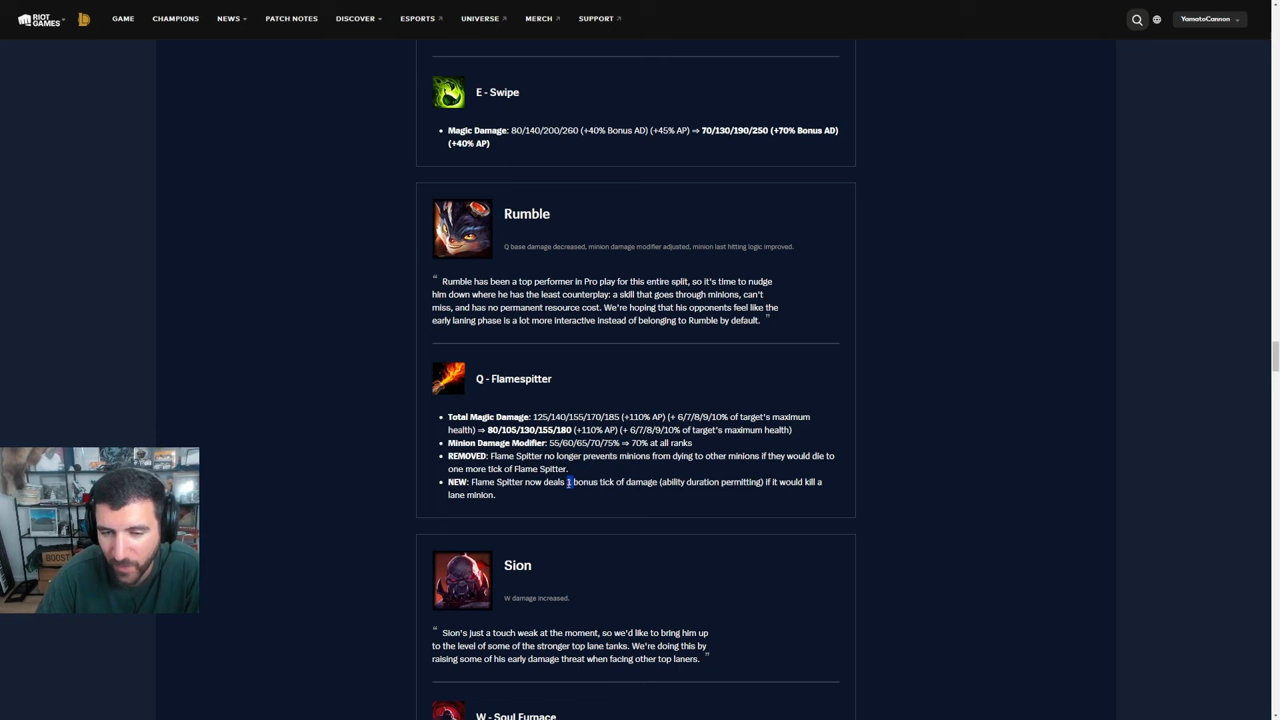 RIOT GAMES
GAME CHAMPIONS NEWS PATCH NOTES DISCOVER ESPORTS UNIVERSE MERCH SUPPORT YamatoCannon
E - Swipe
Magic Damage: 80/140/200/260 (+40% Bonus AD) (+45% AP) ⇒ 70/130/190/250 (+70% Bonus AD)
(+40% AP)
Rumble
Q base damage decreased, minion damage modifier adjusted, minion last hitting logic improved.
“ Rumble has been a top performer in Pro play for this entire split, so it's time to nudge
him down where he has the least counterplay: a skill that goes through minions, can't
miss, and has no permanent resource cost. We're hoping that his opponents feel like the
early laning phase is a lot more interactive instead of belonging to Rumble by default. ”
Q - Flamespitter
Total Magic Damage: 125/140/155/170/185 (+110% AP) (+ 6/7/8/9/10% of target's maximum
health) ⇒ 80/105/130/155/180 (+110% AP) (+ 6/7/8/9/10% of target's maximum health)
Minion Damage Modifier: 55/60/65/70/75% ⇒ 70% at all ranks
REMOVED: Flame Spitter no longer prevents minions from dying to other minions if they would die to
one more tick of Flame Spitter.
NEW: Flame Spitter now deals 1 bonus tick of damage (ability duration permitting) if it would kill a
lane minion.
BOOST
Sion
W damage increased.
“ Sion's just a touch weak at the moment, so we'd like to bring him up
to the level of some of the stronger top lane tanks. We're doing this by
raising some of his early damage threat when facing other top laners. ”
W - Soul Furnace